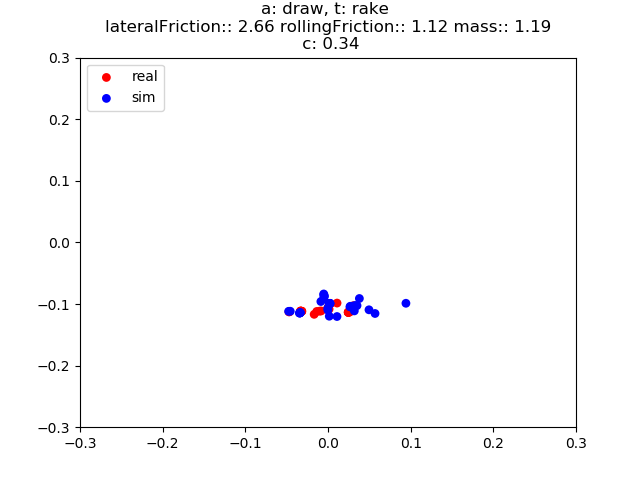 a: draw, t: rake
lateralFriction:: 2.66 rollingFriction:: 1.12 mass:: 1.19
c: 0.34
real
sim
0.3
0.2
0.1
0.0
−0.1
−0.2
−0.3
−0.3 −0.2 −0.1 0.0 0.1 0.2 0.3